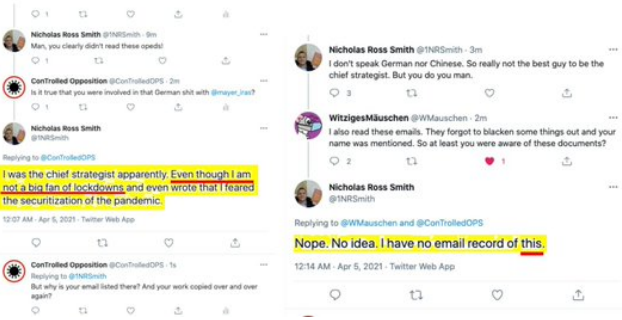 Nicholas Ross Smith @1NRSmith · 9m
Man, you clearly didn't read these opeds!
1
ConTrolled Opposition @ConTrolledOPS · 2m
Is it true that you were involved in that German shit with @mayer_iras?
1
Nicholas Ross Smith
@1NRSmith
Replying to @ConTrolledOPS
I was the chief strategist apparently. Even though I am
not a big fan of lockdowns and even wrote that I feared
the securitization of the pandemic.
12:07 AM · Apr 5, 2021 · Twitter Web App
ConTrolled Opposition @ConTrolledOPS · 1s
Replying to @1NRSmith
But why is your email listed there? And your work copied over and over
again?
Nicholas Ross Smith @1NRSmith · 3m
I don't speak German nor Chinese. So really not the best guy to be the
chief strategist. But you do you man.
3
WitzigesMäuschen @WMauschen · 2m
I also read these emails. They forgot to blacken some things out and your
name was mentioned. So at least you were aware of these documents?
2 1
Nicholas Ross Smith
@1NRSmith
Replying to @WMauschen and @ConTrolledOPS
Nope. No idea. I have no email record of this.
12:14 AM · Apr 5, 2021 · Twitter Web App